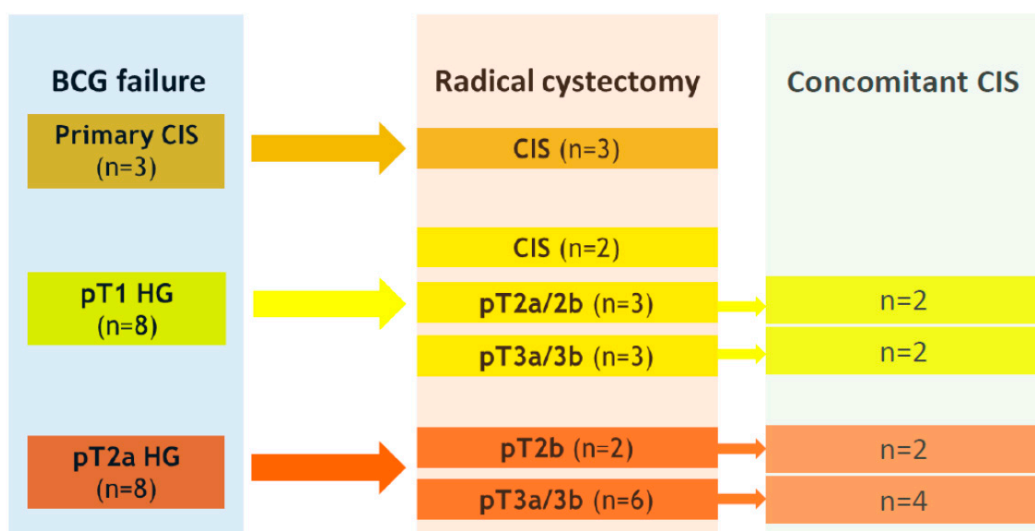 BCG failure
Primary CIS
(n=3)
pT1 HG
(n=8)
pT2a HG
(n=8)
Radical cystectomy
CIS (n=3)
CIS (n=2)
pT2a/2b (n=3)
pT3a/3b (n=3)
pT2b (n=2)
pT3a/3b (n=6)
Concomitant CIS
n=2
n=2
n=2
n=4